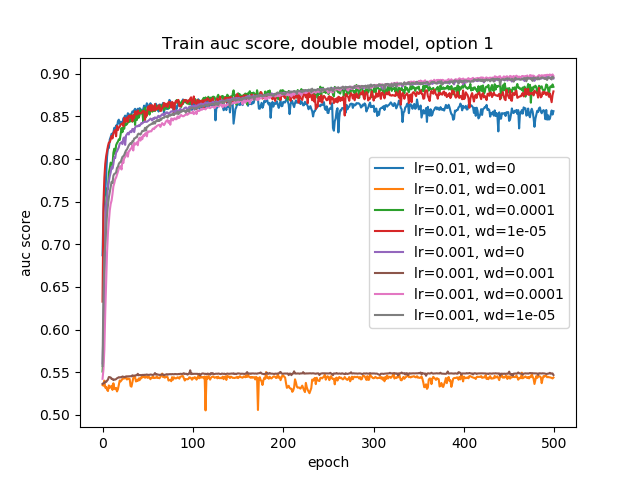 Train auc score, double model, option 1
auc score
0.90
0.85
0.80
0.75
0.70
0.65
0.60
0.55
0.50
lr=0.01, wd=0
lr=0.01, wd=0.001
lr=0.01, wd=0.0001
lr=0.01, wd=1e-05
lr=0.001, wd=0
lr=0.001, wd=0.001
lr=0.001, wd=0.0001
lr=0.001, wd=1e-05
0 100 200 300 400 500
epoch